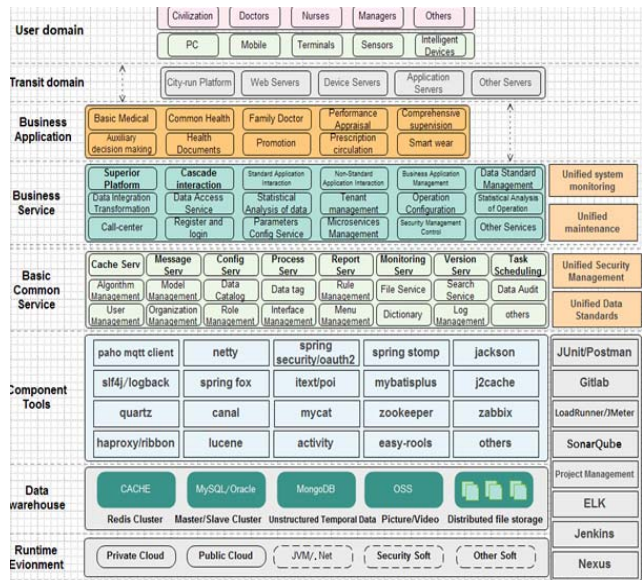 User domain
Civilization
Doctors
Nurses
Managers
Others
PC
Mobile
Terminals
Sensors
Intelligent
Devices
Transit domain
City-run Platform
Web Servers
Device Servers
Application
Servers
Other Servers
Business
Application
Basic Medical
Common Health
Family Doctor
Performance
Appraisal
Comprehensive
supervision
Auxiliary
decision making
Health
Documents
Promotion
Prescription
circulation
Smart wear
Business
Service
Superior
Platform
Cascade
interaction
Standard Application
Interaction
Non-Standard
Application Interaction
Business Application
Management
Data Standard
Management
Data Integration
Transformation
Data Access
Service
Statistical
Analysis of data
Tenant
management
Operation
Configuration
Statistical Analysis
of Operation
Call-center
Register and
login
Parameters
Config Service
Microservices
Management
Security Management
Control
Other Services
Unified system
monitoring
Unified
maintenance
Basic
Common
Service
Cache Serv
Message
Serv
Config
Serv
Process
Serv
Report
Serv
Monitoring
Serv
Version
Serv
Task
Scheduling
Algorithm
Management
Model
Management
Data
Catalog
Data tag
Rule
Management
File Service
Search
Service
Data Audit
User
Management
Organization
Management
Role
Management
Interface
Management
Menu
Management
Dictionary
Log
Management
others
Unified Security
Management
Unified Data
Standards
Component
Tools
paho mqtt client
netty
spring
security/oauth2
spring stomp
jackson
slf4j/logback
spring fox
itext/poi
mybatisplus
j2cache
quartz
canal
mycat
zookeeper
zabbix
haproxy/ribbon
lucene
activity
easy-rools
others
JUnit/Postman
Gitlab
LoadRunner/JMeter
SonarQube
Project Management
ELK
Jenkins
Nexus
Data
warehouse
CACHE
MySQL/Oracle
MongoDB
OSS
Redis Cluster
Master/Slave Cluster
Unstructured Temporal Data
Picture/Video
Distributed file storage
Runtime
Evionment
Private Cloud
Public Cloud
JVM/.Net
Security Soft
Other Soft